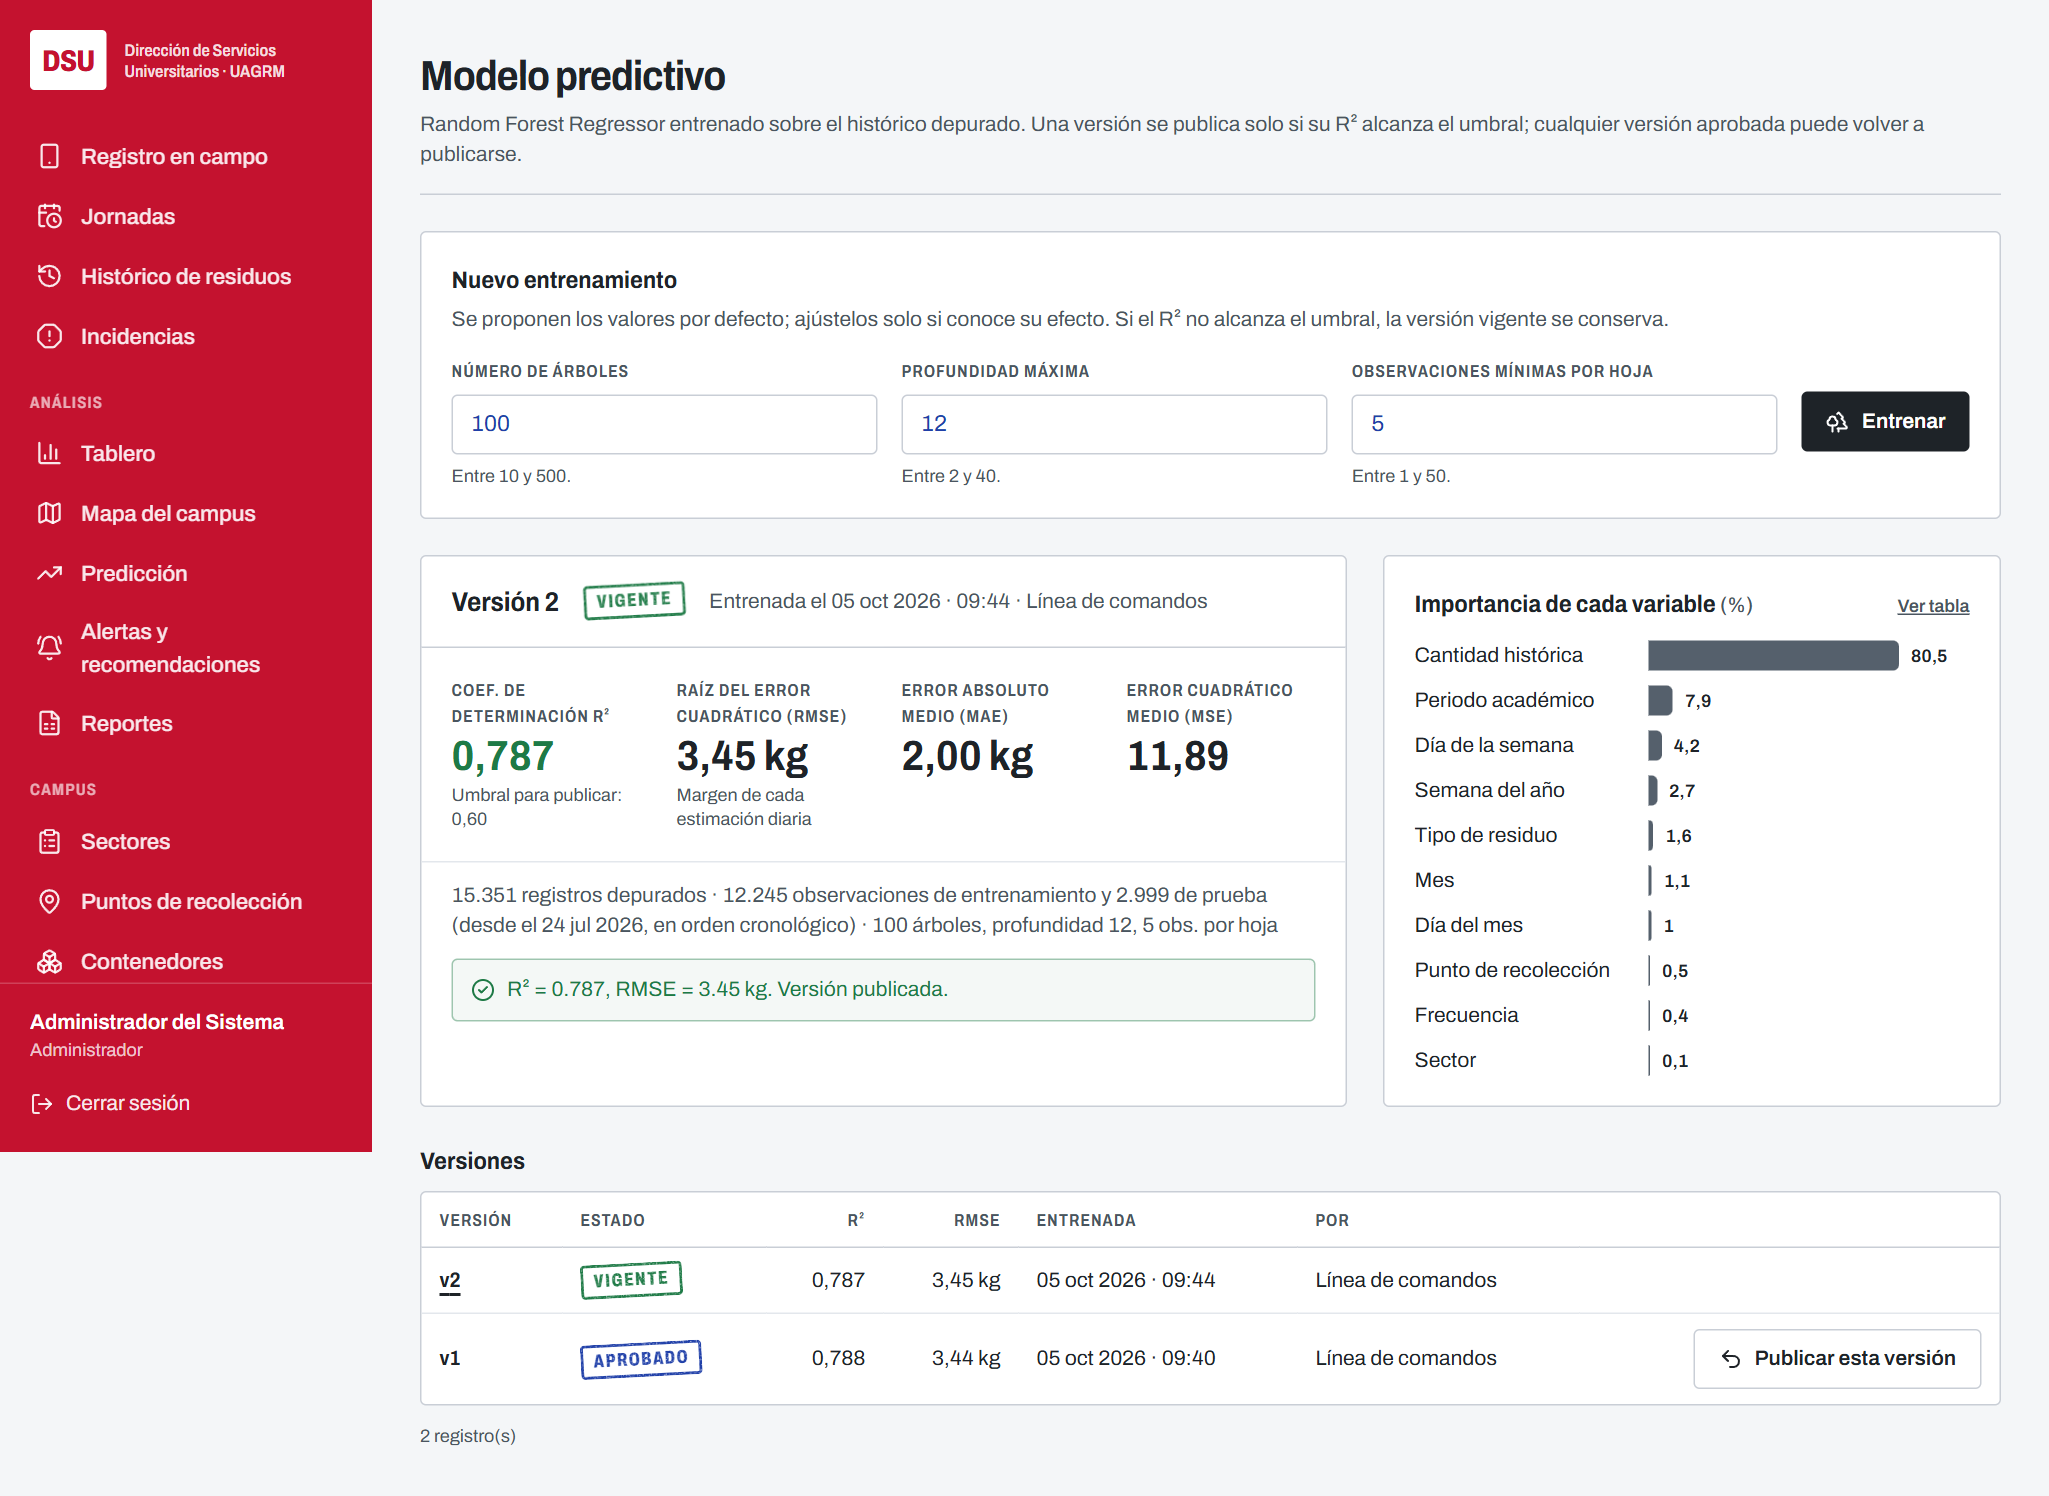 DSU
Dirección de Servicios
Universitarios · UAGRM
Registro en campo
Jornadas
Histórico de residuos
Incidencias
ANÁLISIS
Tablero
Mapa del campus
Predicción
Alertas y
recomendaciones
Reportes
CAMPUS
Sectores
Puntos de recolección
Contenedores
Administrador del Sistema
Administrador
Cerrar sesión
Modelo predictivo
Random Forest Regressor entrenado sobre el histórico depurado. Una versión se publica solo si su R² alcanza el umbral; cualquier versión aprobada puede volver a
publicarse.
Nuevo entrenamiento
Se proponen los valores por defecto; ajústelos solo si conoce su efecto. Si el R² no alcanza el umbral, la versión vigente se conserva.
NÚMERO DE ÁRBOLES
100
Entre 10 y 500.
PROFUNDIDAD MÁXIMA
12
Entre 2 y 40.
OBSERVACIONES MÍNIMAS POR HOJA
5
Entre 1 y 50.
Entrenar
Versión 2 VIGENTE Entrenada el 05 oct 2026 · 09:44 · Línea de comandos
COEF. DE
DETERMINACIÓN R²
0,787
Umbral para publicar:
0,60
RAÍZ DEL ERROR
CUADRÁTICO (RMSE)
3,45 kg
Margen de cada
estimación diaria
ERROR ABSOLUTO
MEDIO (MAE)
2,00 kg
ERROR CUADRÁTICO
MEDIO (MSE)
11,89
15.351 registros depurados · 12.245 observaciones de entrenamiento y 2.999 de prueba
(desde el 24 jul 2026, en orden cronológico) · 100 árboles, profundidad 12, 5 obs. por hoja
R² = 0.787, RMSE = 3.45 kg. Versión publicada.
Importancia de cada variable (%) Ver tabla
Cantidad histórica 80,5
Periodo académico 7,9
Día de la semana 4,2
Semana del año 2,7
Tipo de residuo 1,6
Mes 1,1
Día del mes 1
Punto de recolección 0,5
Frecuencia 0,4
Sector 0,1
Versiones
VERSIÓN ESTADO R² RMSE ENTRENADA POR
v2 VIGENTE 0,787 3,45 kg 05 oct 2026 · 09:44 Línea de comandos
v1 APROBADO 0,788 3,44 kg 05 oct 2026 · 09:40 Línea de comandos Publicar esta versión
2 registro(s)